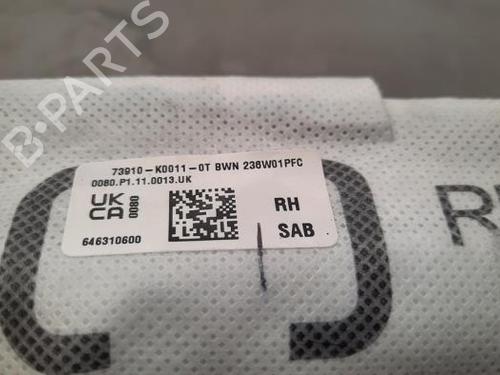 73910-K0011-0T BWN 236W01PFC
0080.P1.11.0013.UK
UK
CA
0080
RH
646310600
SAB
R
B-PARTS